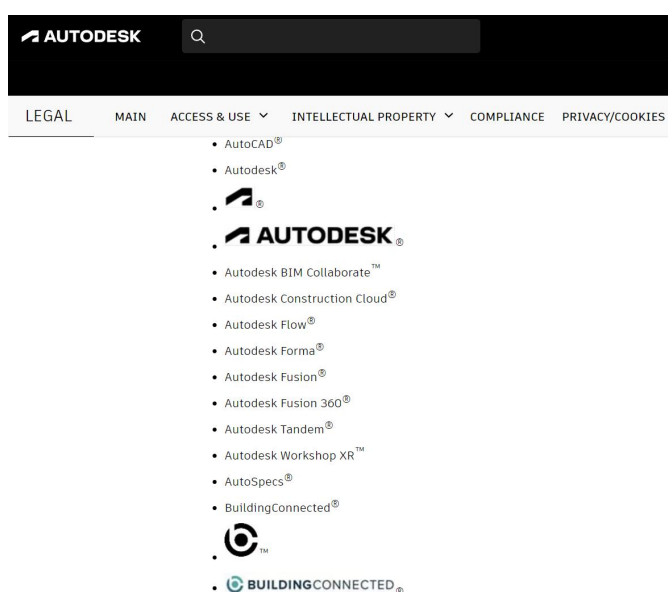 AUTODESK
LEGAL MAIN ACCESS & USE INTELLECTUAL PROPERTY COMPLIANCE PRIVACY/COOKIES
• AutoCAD®
• Autodesk®
• ®
• AUTODESK®
• Autodesk BIM Collaborate™
• Autodesk Construction Cloud®
• Autodesk Flow®
• Autodesk Forma®
• Autodesk Fusion®
• Autodesk Fusion 360®
• Autodesk Tandem®
• Autodesk Workshop XR™
• AutoSpecs®
• BuildingConnected®
• ™
• BUILDINGCONNECTED®